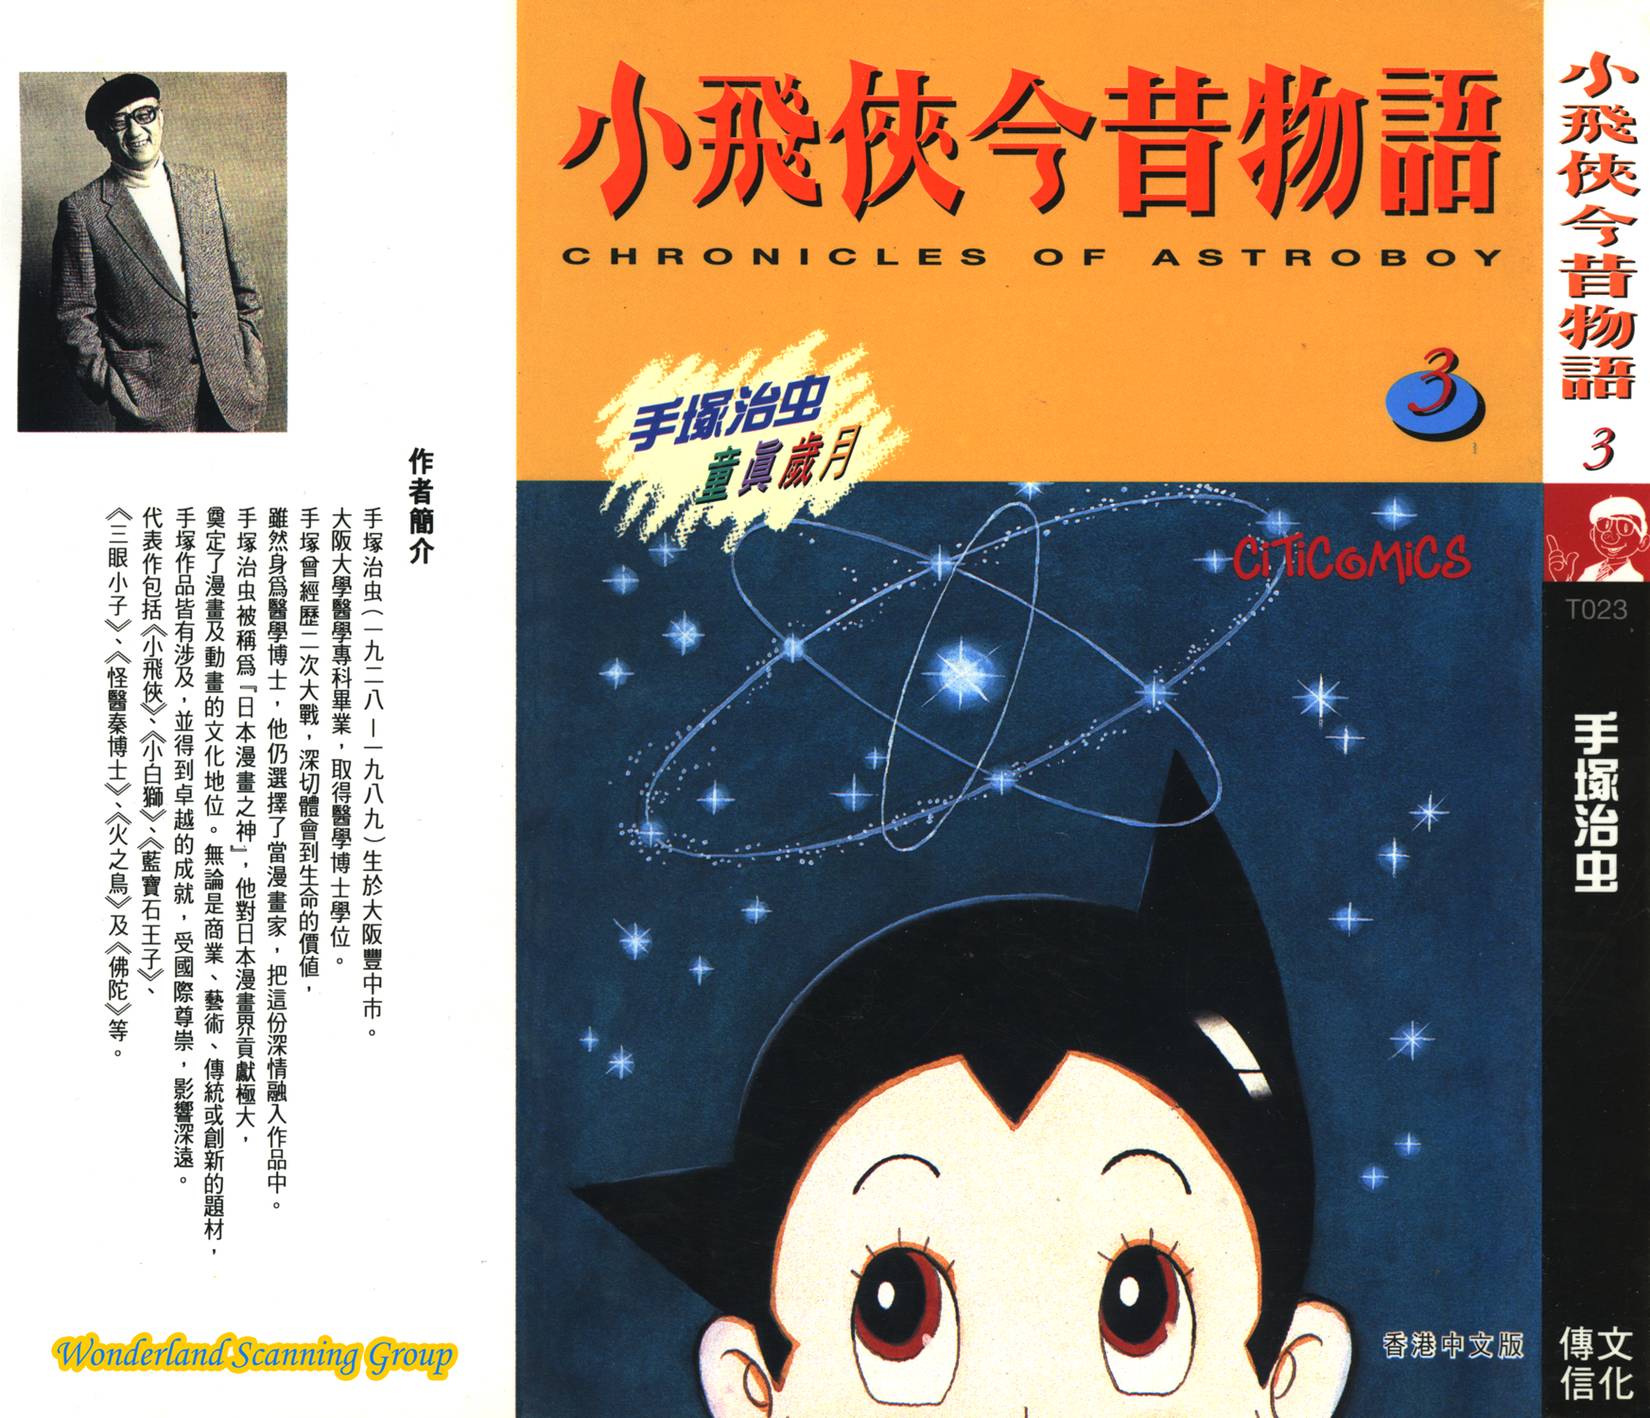 作者簡介
手塚治虫(一九二八—一九八九)生於大阪豐中市。
大阪大學醫學專科畢業，取得醫學博士學位。
手塚曾經歷二次大戰，深切體會到生命的價値，
雖然身爲醫學博士，他仍選擇了當漫畫家，把這份深情融入作品中。
手塚治虫被稱爲『日本漫畫之神』，他對日本漫畫界貢獻極大，
奠定了漫畫及動畫的文化地位。無論是商業、藝術、傳統或創新的題材，
手塚作品皆有涉及，並得到卓越的成就，受國際尊崇，影響深遠。
代表作包括《小飛俠》、《小白獅》、《藍寶石王子》、
《三眼小子》、《怪醫秦博士》、《火之鳥》及《佛陀》等。
Wonderland Scanning Group
小飛俠今昔物語
CHRONICLES OF ASTROBOY
3
手塚治虫
童眞歲月
CITICOMICS
香港中文版
小飛俠今昔物語
3
T023
手塚治虫
文化
傳信